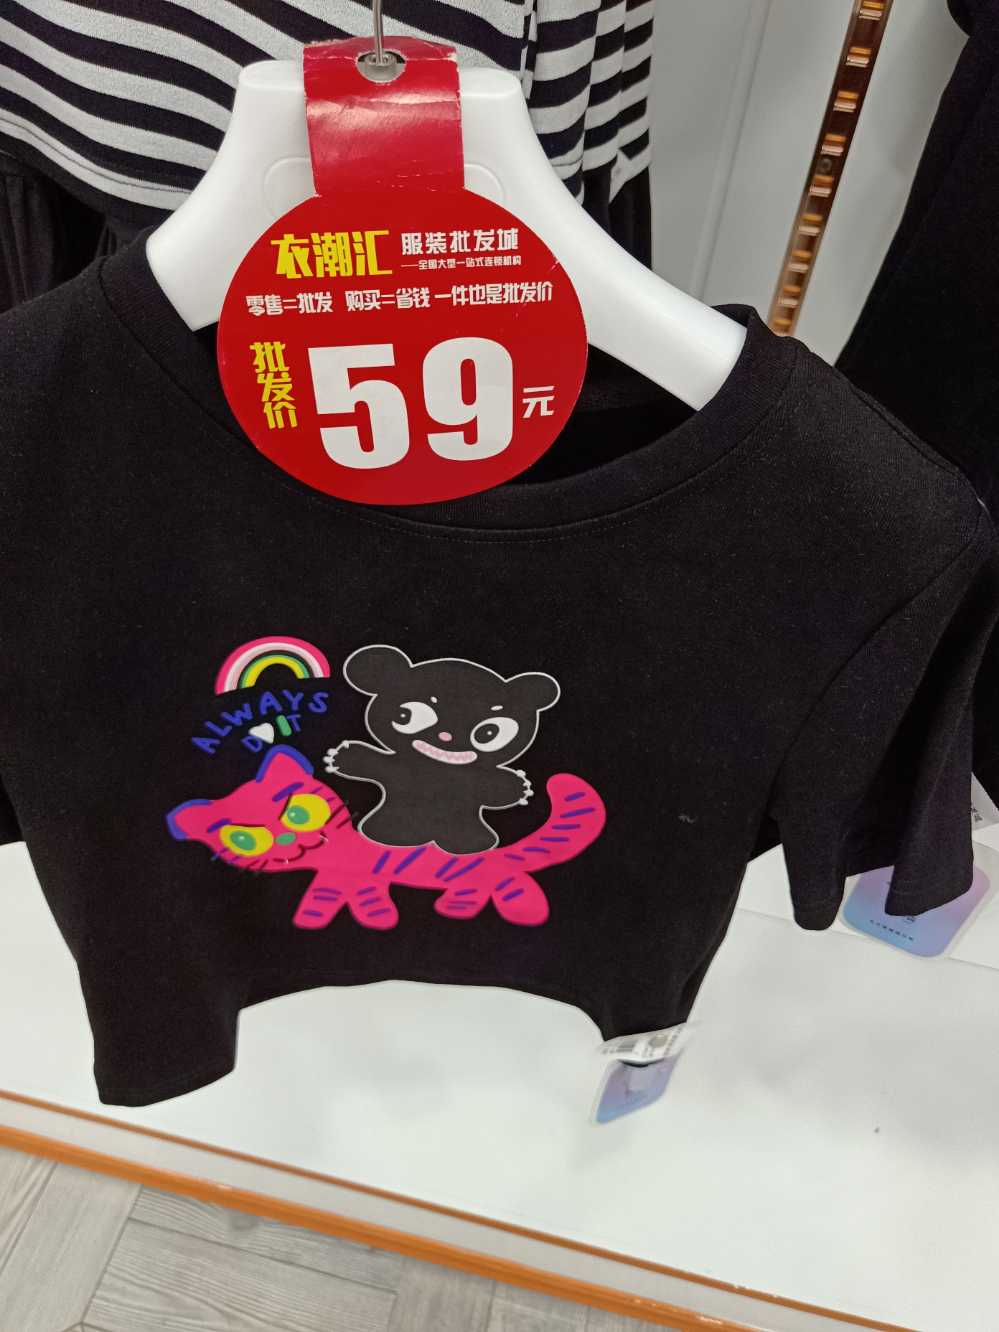 衣潮汇 服装批发城
——全国大型一站式连锁机构
零售=批发 购买=省钱 一件也是批发价
批发价 59 元
ALWAYS
DO IT